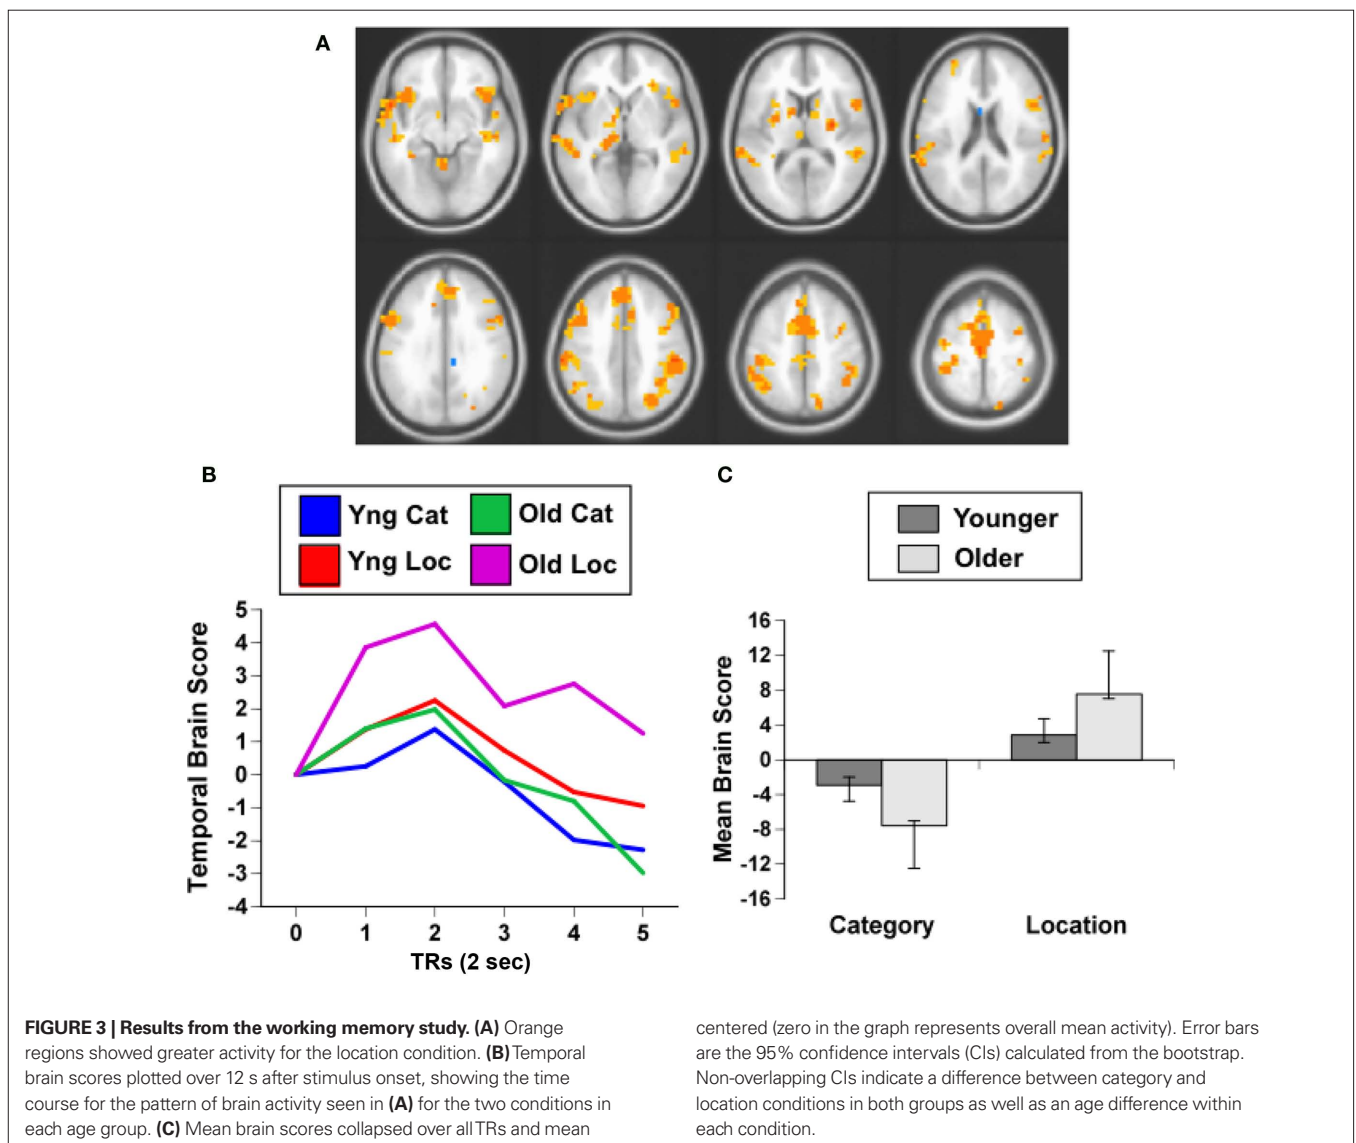 A
B
C
Yng Cat
Old Cat
Yng Loc
Old Loc
Younger
Older
Temporal Brain Score
5
4
3
2
1
0
-1
-2
-3
-4
0 1 2 3 4 5
TRs (2 sec)
Mean Brain Score
16
12
8
4
0
-4
-8
-12
-16
Category Location
FIGURE 3 | Results from the working memory study. (A) Orange
regions showed greater activity for the location condition. (B) Temporal
brain scores plotted over 12 s after stimulus onset, showing the time
course for the pattern of brain activity seen in (A) for the two conditions in
each age group. (C) Mean brain scores collapsed over all TRs and mean
centered (zero in the graph represents overall mean activity). Error bars
are the 95% confidence intervals (CIs) calculated from the bootstrap.
Non-overlapping CIs indicate a difference between category and
location conditions in both groups as well as an age difference within
each condition.